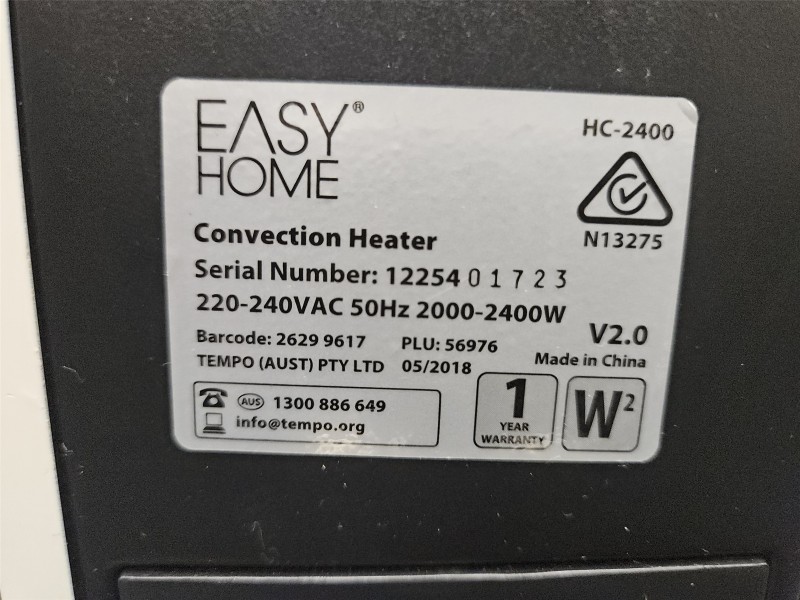 EASY®
HOME
HC-2400
N13275
Convection Heater
Serial Number: 12254 01723
220-240VAC 50Hz 2000-2400W
V2.0
Barcode: 2629 9617 PLU: 56976
Made in China
TEMPO (AUST) PTY LTD 05/2018
AUS 1300 886 649
info@tempo.org
1
YEAR
WARRANTY
W²